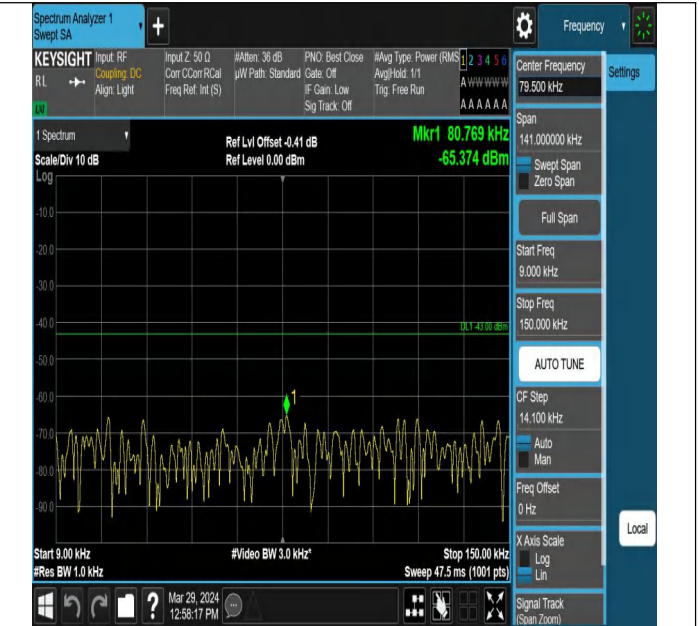 Spectrum Analyzer 1
Swept SA
+
Frequency
KEYSIGHT
RL
Input: RF
Coupling: DC
Align: Light
Input Z: 50 Ω
Corr CCorr RCal
Freq Ref: Int (S)
#Atten: 36 dB
µW Path: Standard
PNO: Best Close
Gate: Off
IF Gain: Low
Sig Track: Off
#Avg Type: Power (RMS
Avg|Hold: 1/1
Trig: Free Run
1 2 3 4 5 6
A W W W W W
A A A A A A
1 Spectrum
Scale/Div 10 dB
Log
Ref Lvl Offset -0.41 dB
Ref Level 0.00 dBm
Mkr1 80.769 kHz
-65.374 dBm
-10.0
-20.0
-30.0
-40.0
DL1 -43.00 dBm
-50.0
-60.0
1
-70.0
-80.0
-90.0
Start 9.00 kHz
#Res BW 1.0 kHz
#Video BW 3.0 kHz*
Stop 150.00 kHz
Sweep 47.5 ms (1001 pts)
Center Frequency
79.500 kHz
Settings
Span
141.000000 kHz
Swept Span
Zero Span
Full Span
Start Freq
9.000 kHz
Stop Freq
150.000 kHz
AUTO TUNE
CF Step
14.100 kHz
Auto
Man
Freq Offset
0 Hz
X Axis Scale
Log
Lin
Local
Signal Track
(Span Zoom)
?
Mar 29, 2024
12:58:17 PM